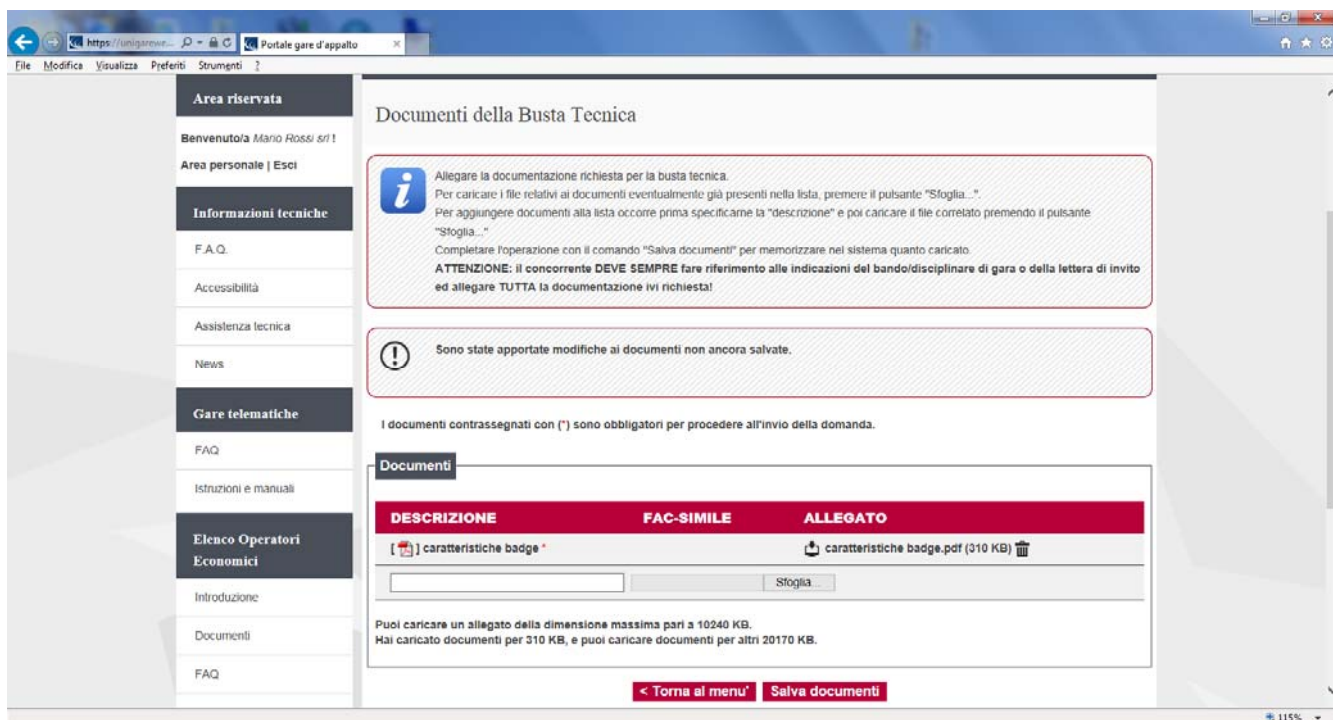 https://unigarewe...
Portale gare d'appalto
File Modifica Visualizza Preferiti Strumenti ?
Area riservata
Benvenuto/a Mario Rossi srl !
Area personale | Esci
Informazioni tecniche
F.A.Q.
Accessibilità
Assistenza tecnica
News
Gare telematiche
FAQ
Istruzioni e manuali
Elenco Operatori
Economici
Introduzione
Documenti
FAQ
Documenti della Busta Tecnica
Allegare la documentazione richiesta per la busta tecnica.
Per caricare i file relativi ai documenti eventualmente già presenti nella lista, premere il pulsante "Sfoglia...".
Per aggiungere documenti alla lista occorre prima specificarne la "descrizione" e poi caricare il file correlato premendo il pulsante
"Sfoglia..."
Completare l'operazione con il comando "Salva documenti" per memorizzare nel sistema quanto caricato.
ATTENZIONE: il concorrente DEVE SEMPRE fare riferimento alle indicazioni del bando/disciplinare di gara o della lettera di invito
ed allegare TUTTA la documentazione ivi richiesta!
Sono state apportate modifiche ai documenti non ancora salvate.
I documenti contrassegnati con (*) sono obbligatori per procedere all'invio della domanda.
Documenti
DESCRIZIONE FAC-SIMILE ALLEGATO
[ ] caratteristiche badge * caratteristiche badge.pdf (310 KB)
Sfoglia...
Puoi caricare un allegato della dimensione massima pari a 10240 KB.
Hai caricato documenti per 310 KB, e puoi caricare documenti per altri 20170 KB.
< Torna al menu' Salva documenti
115%